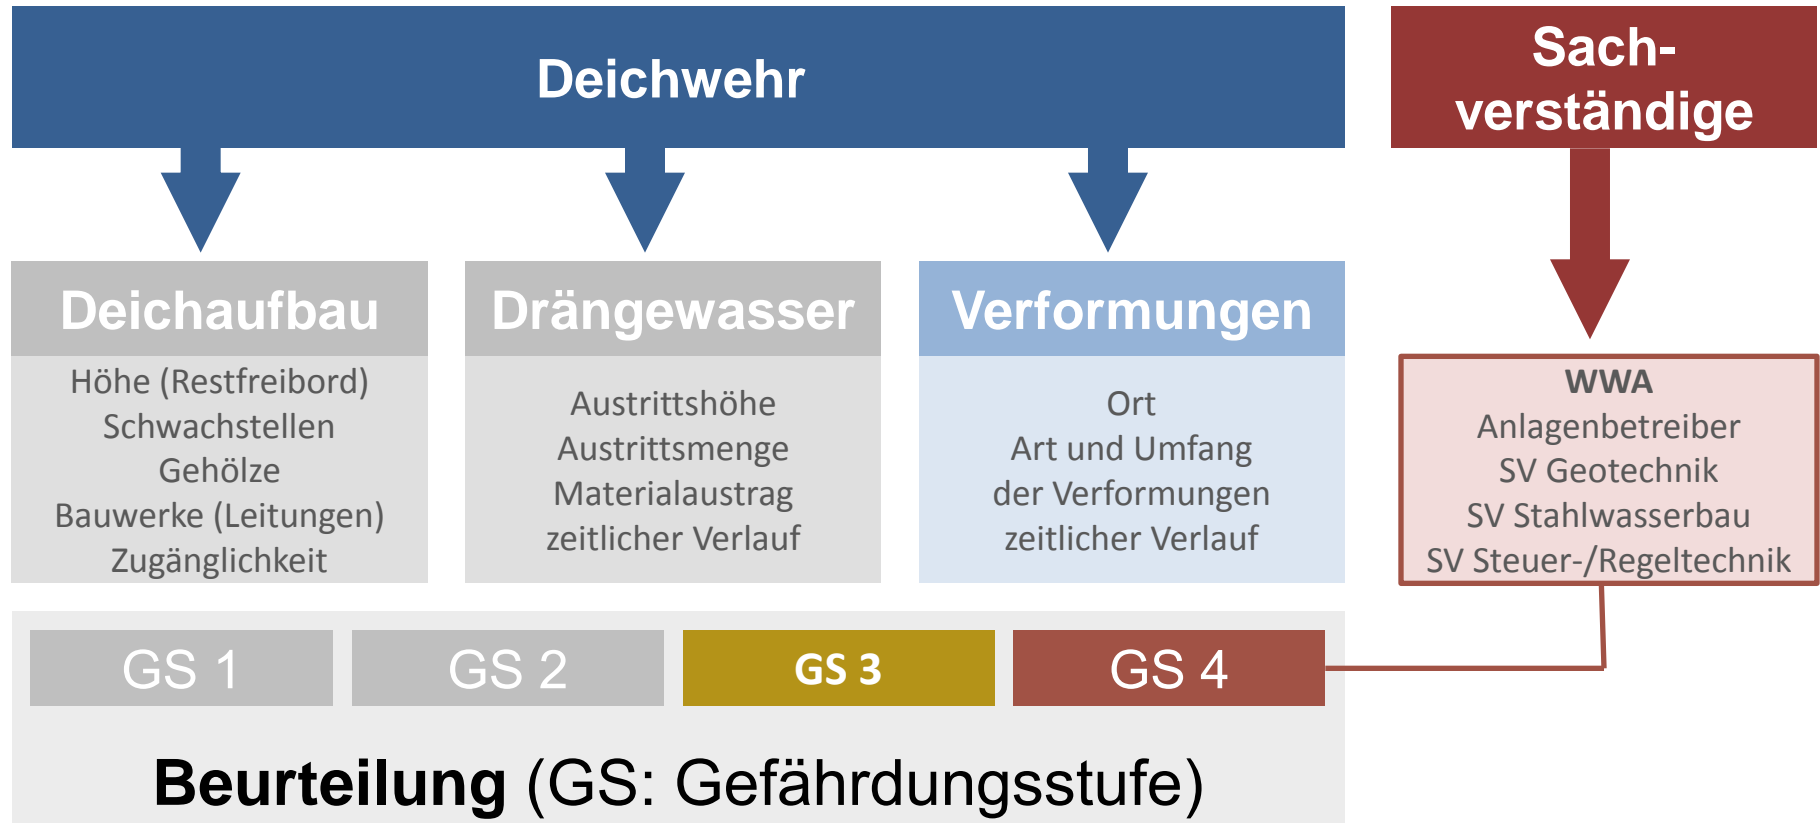 Deichwehr
Sach-
verständige
Deichaufbau
Höhe (Restfreibord)
Schwachstellen
Gehölze
Bauwerke (Leitungen)
Zugänglichkeit
Drängewasser
Austrittshöhe
Austrittsmenge
Materialaustrag
zeitlicher Verlauf
Verformungen
Ort
Art und Umfang
der Verformungen
zeitlicher Verlauf
WWA
Anlagenbetreiber
SV Geotechnik
SV Stahlwasserbau
SV Steuer-/Regeltechnik
GS 1
GS 2
GS 3
GS 4
Beurteilung (GS: Gefährdungsstufe)